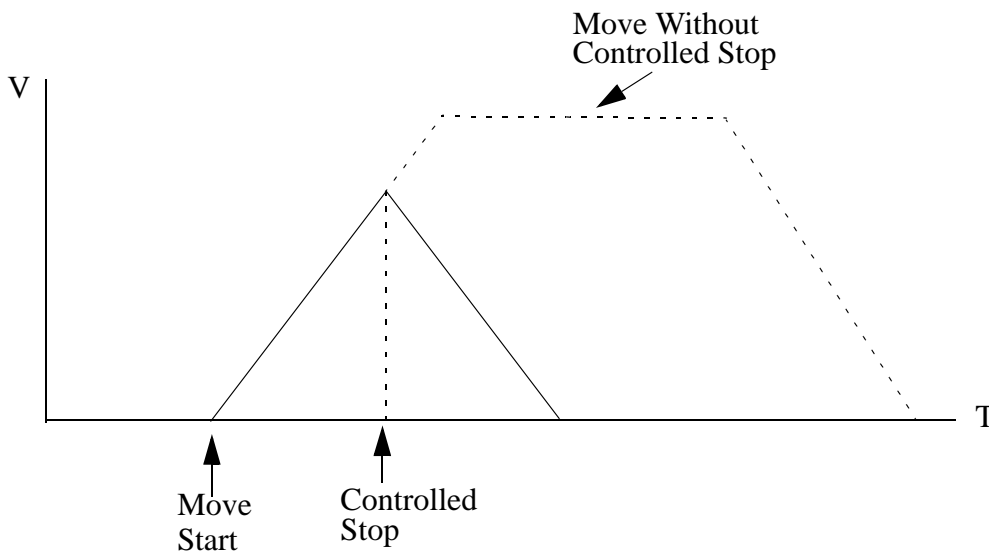 Move Without
Controlled Stop
V
T
Move
Start
Controlled
Stop